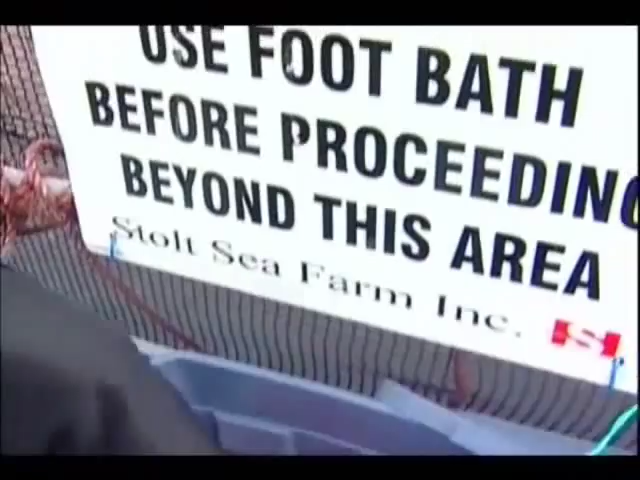 USE FOOT BATH
BEFORE PROCEEDING
BEYOND THIS AREA
Stolt Sea Farm Inc. S